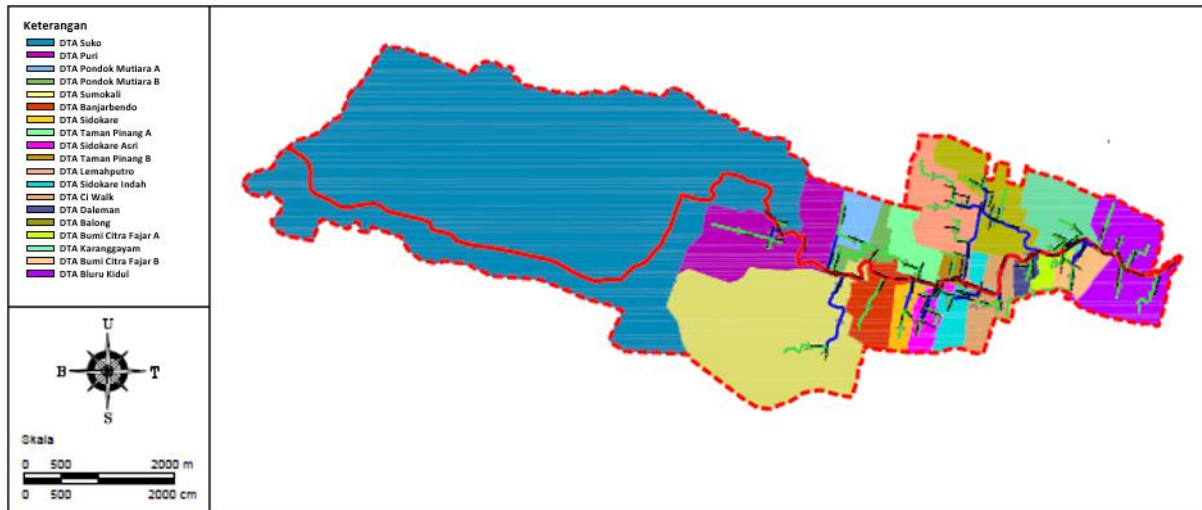 Keterangan
DTA Suko
DTA Puri
DTA Pondok Mutiara A
DTA Pondok Mutiara B
DTA Sumokali
DTA Banjarbendo
DTA Sidokare
DTA Taman Pinang A
DTA Sidokare Asri
DTA Taman Pinang B
DTA Lemahputro
DTA Sidokare Indah
DTA Ci Walk
DTA Daleman
DTA Balong
DTA Bumi Citra Fajar A
DTA Karanggayam
DTA Bumi Citra Fajar B
DTA Bluru Kidul
U
B T
S
Skala
0 500 2000 m
0 500 2000 cm